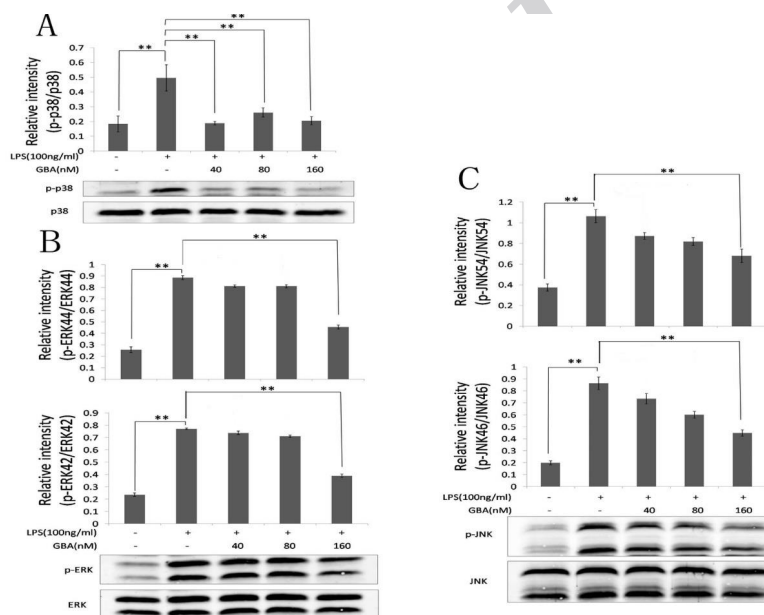 A
**
**
**
**
Relative intensity
(p-p38/p38)
0.7
0.6
0.5
0.4
0.3
0.2
0.1
0
LPS(100ng/ml) - + + + +
GBA(nM) - - 40 80 160
p-p38
p38
B
**
**
Relative intensity
(p-ERK44/ERK44)
1
0.9
0.8
0.7
0.6
0.5
0.4
0.3
0.2
0.1
0
**
**
Relative intensity
(p-ERK42/ERK42)
0.9
0.8
0.7
0.6
0.5
0.4
0.3
0.2
0.1
0
LPS(100ng/ml) - + + + +
GBA(nM) - - 40 80 160
p-ERK
ERK
C
**
**
Relative intensity
(p-JNK54/JNK54)
1.2
1
0.8
0.6
0.4
0.2
0
**
**
Relative intensity
(p-JNK46/JNK46)
1
0.9
0.8
0.7
0.6
0.5
0.4
0.3
0.2
0.1
0
LPS(100ng/ml) - + + + +
GBA(nM) - - 40 80 160
p-JNK
JNK